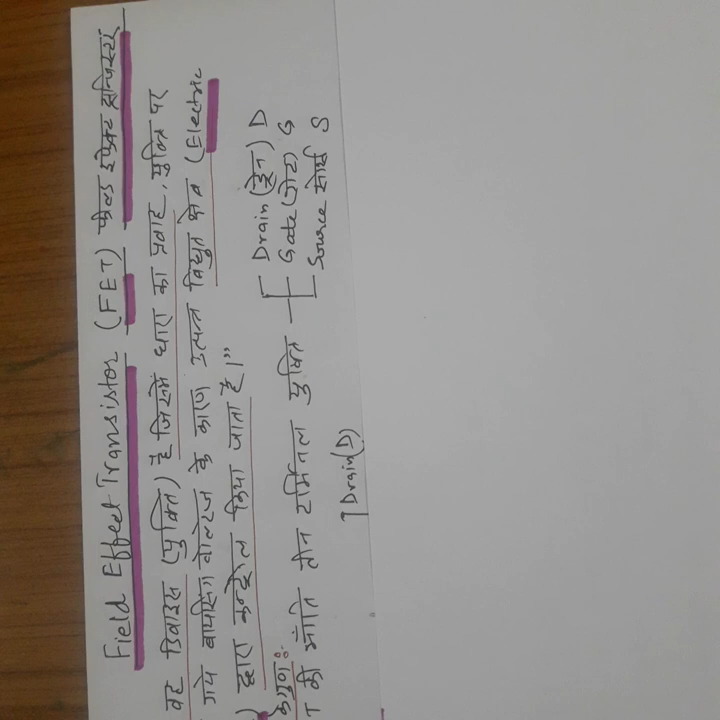 Field Effect Transistor (FET) फील्ड इफेक्ट ट्रान्जिस्टर
वह डिवाइस (युक्ति) है जिसमें धारा का प्रवाह, युक्ति पर
गये बायसिंग वोल्टेज के कारण उत्पन्न विद्युत क्षेत्र (Electric
) द्वारा कन्ट्रोल किया जाता है।"
की भाँति तीन टर्मिनल युक्ति
Drain (ड्रेन) D
Gate (गेट) G
Source सोर्स S
Drain (D)